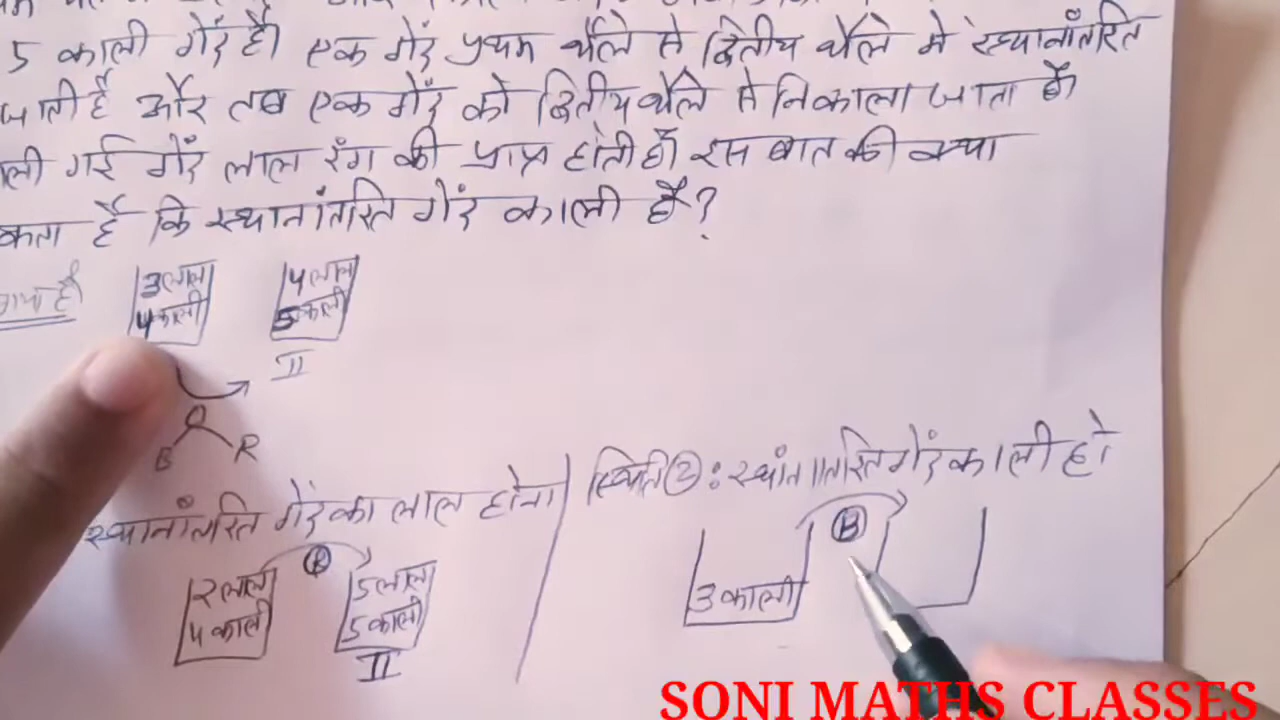 5 काली गेंद है। एक गेंद प्रथम थैले से द्वितीय थैले में स्थानांतरित
जाती है और तब एक गेंद को द्वितीय थैले से निकाला जाता है
ली गई गेंद लाल रंग की प्राप्त होती है। इस बात की क्या
कता है कि स्थानांतरित गेंद काली है?
3 लाल
4 काली
4 लाल
5 काली
II
B R
स्थानांतरित गेंद का लाल होना
स्थिति ② : स्थांनांतरित गेंद काली हो
R
2 लाल
4 काली
5 लाल
5 काली
II
B
3 काली
SONI MATHS CLASSES